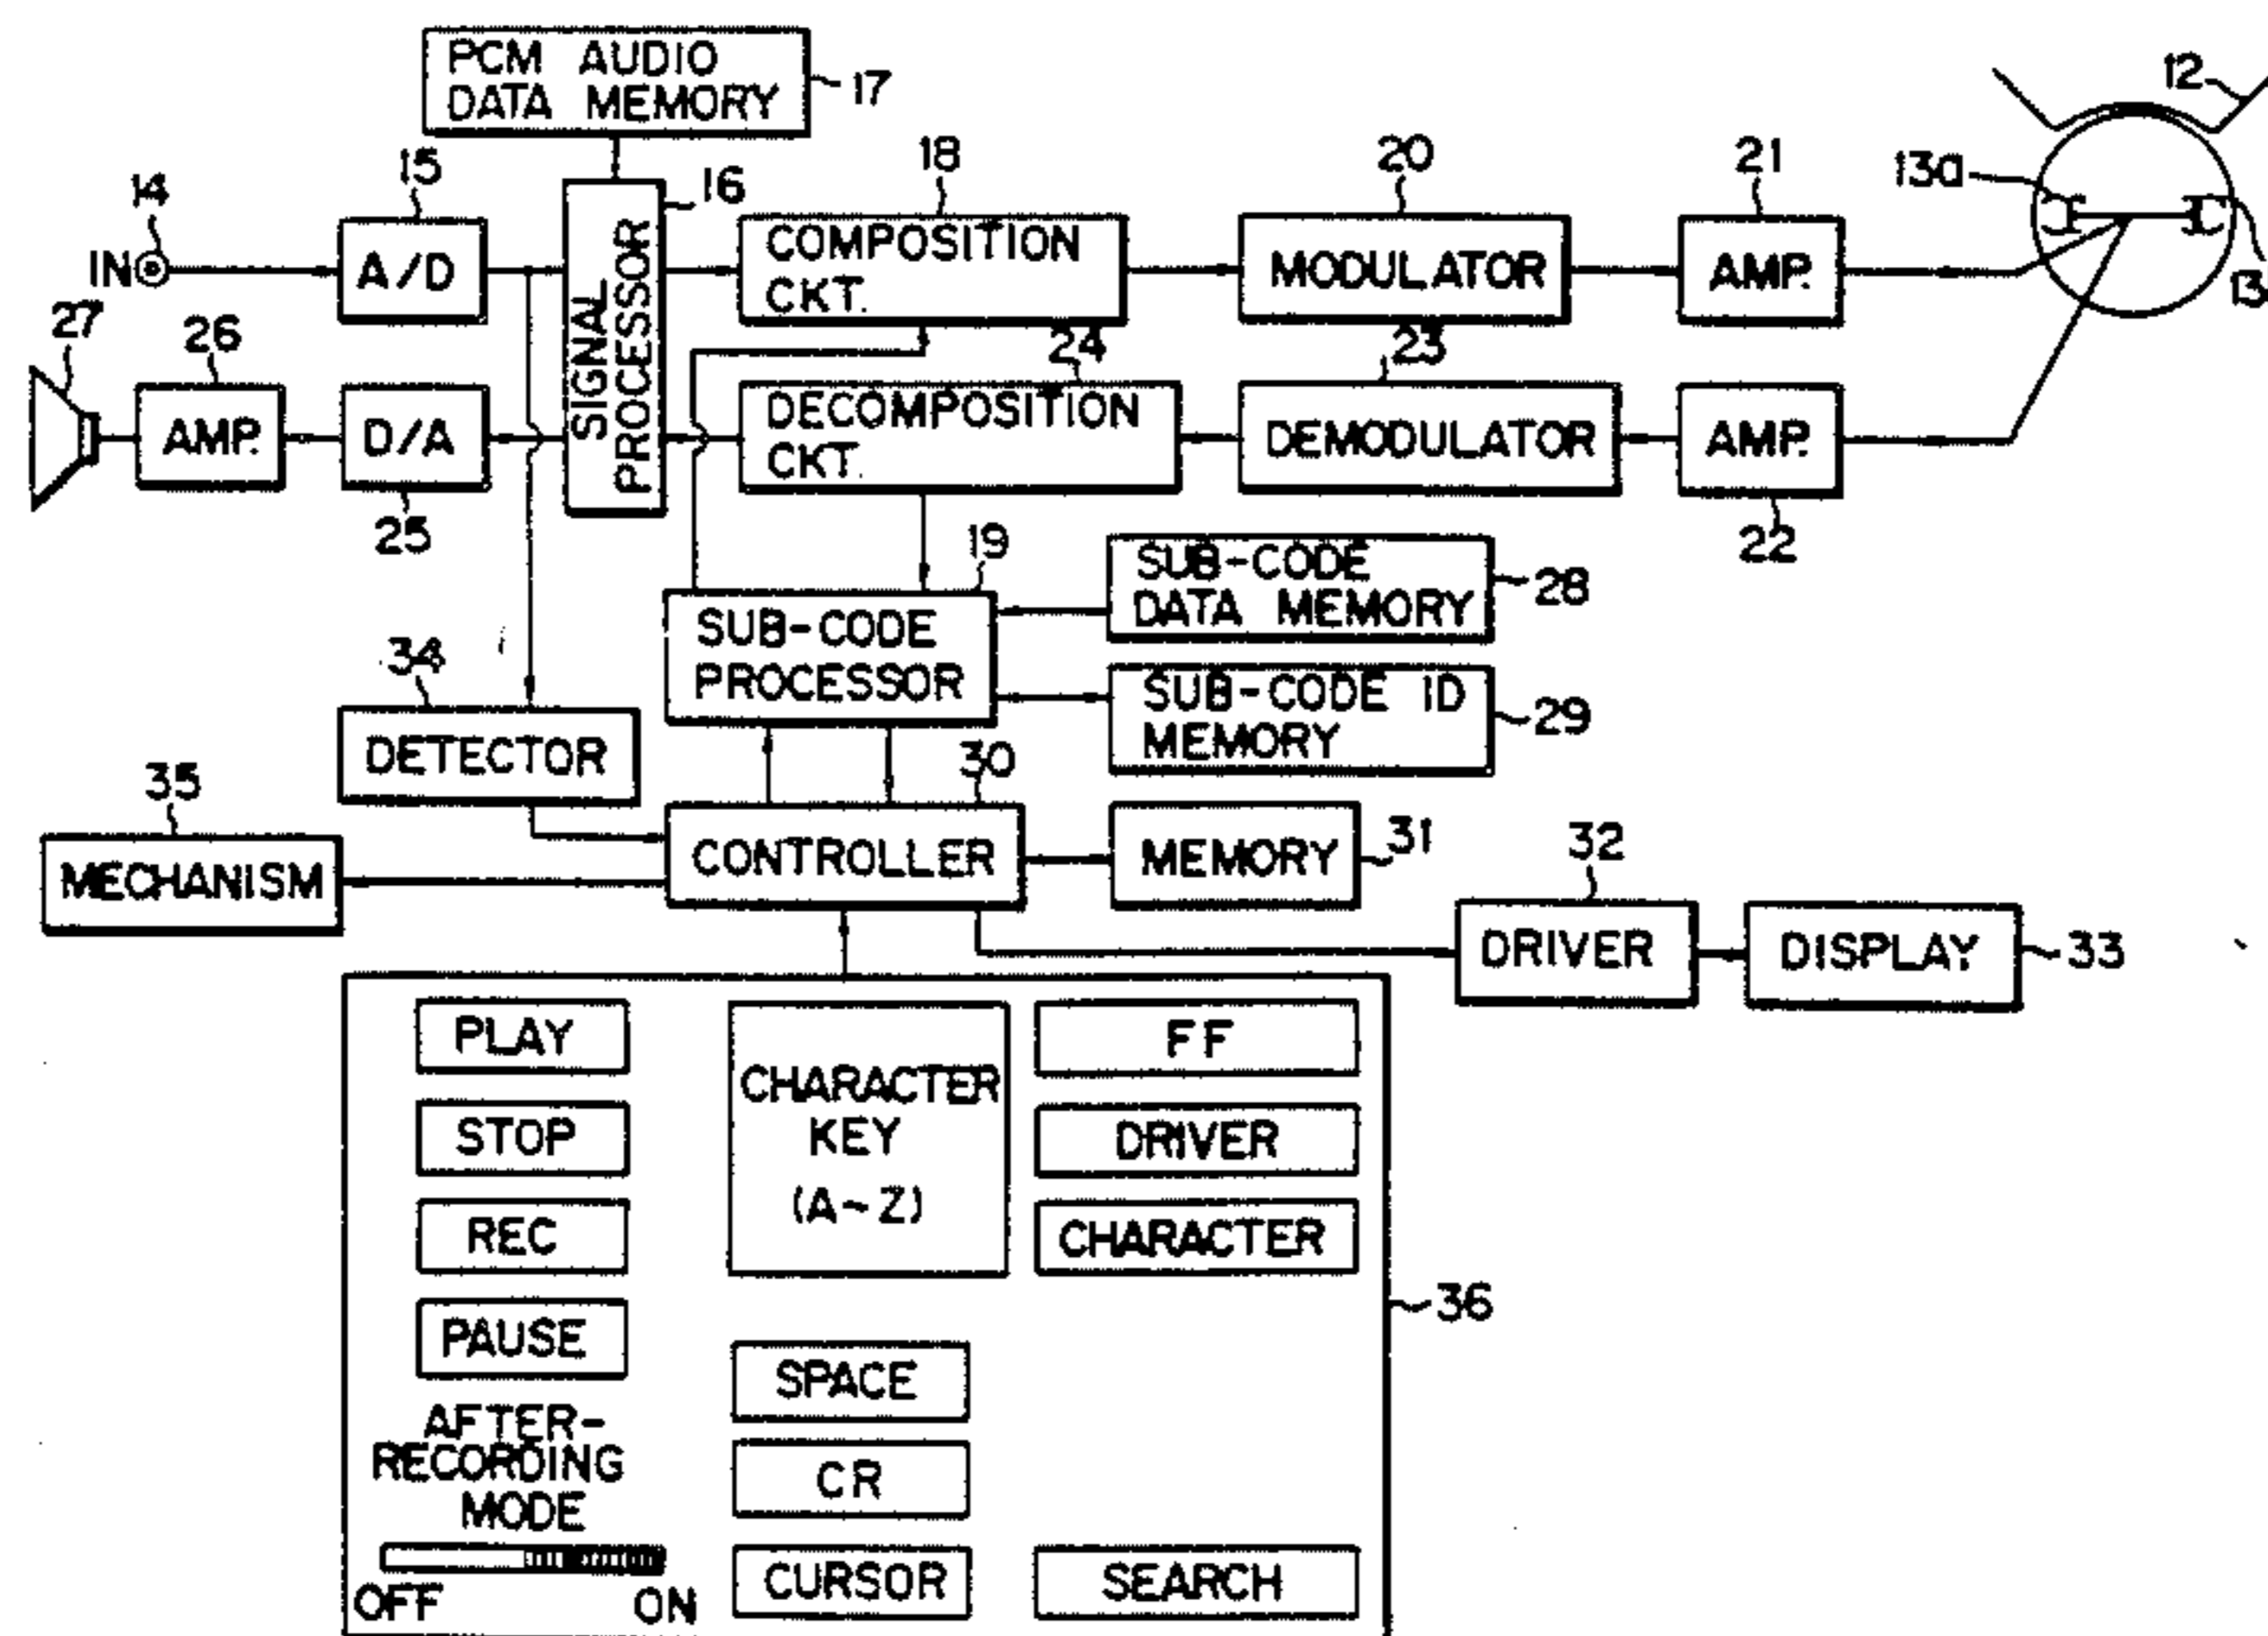 PCM AUDIO
DATA MEMORY
17
12
14
15
16
18
20
21
13a
IN
A/D
SIGNAL
PROCESSOR
COMPOSITION
CKT.
MODULATOR
AMP.
13
27
26
24
23
AMP.
D/A
DECOMPOSITION
CKT.
DEMODULATOR
AMP.
25
22
19
SUB-CODE
DATA MEMORY
28
34
SUB-CODE
PROCESSOR
SUB-CODE ID
MEMORY
29
DETECTOR
30
35
MECHANISM
CONTROLLER
MEMORY
31
32
DRIVER
DISPLAY
33
PLAY
STOP
REC
PAUSE
AFTER-
RECORDING
MODE
OFF
ON
CHARACTER
KEY
(A~Z)
SPACE
CR
CURSOR
FF
DRIVER
CHARACTER
SEARCH
36